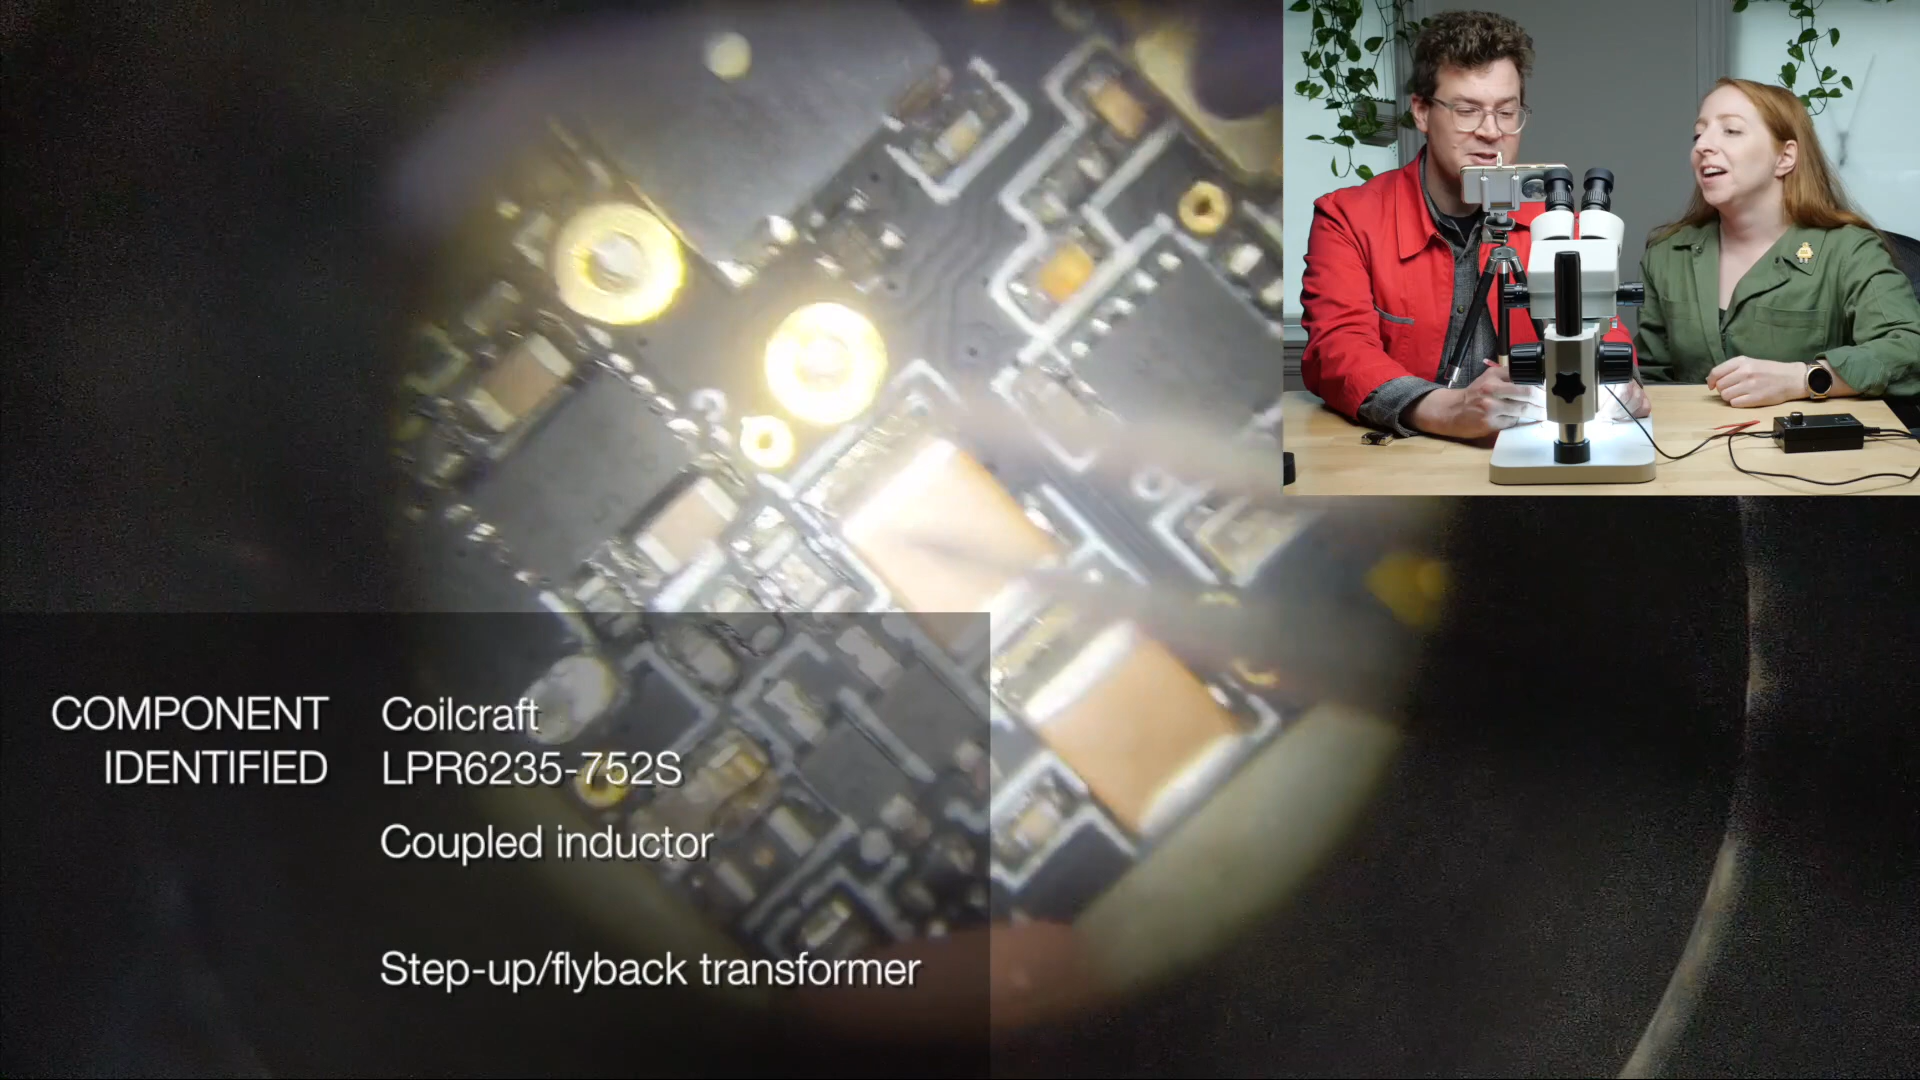 COMPONENT
IDENTIFIED
Coilcraft
LPR6235-752S
Coupled inductor
Step-up/flyback transformer